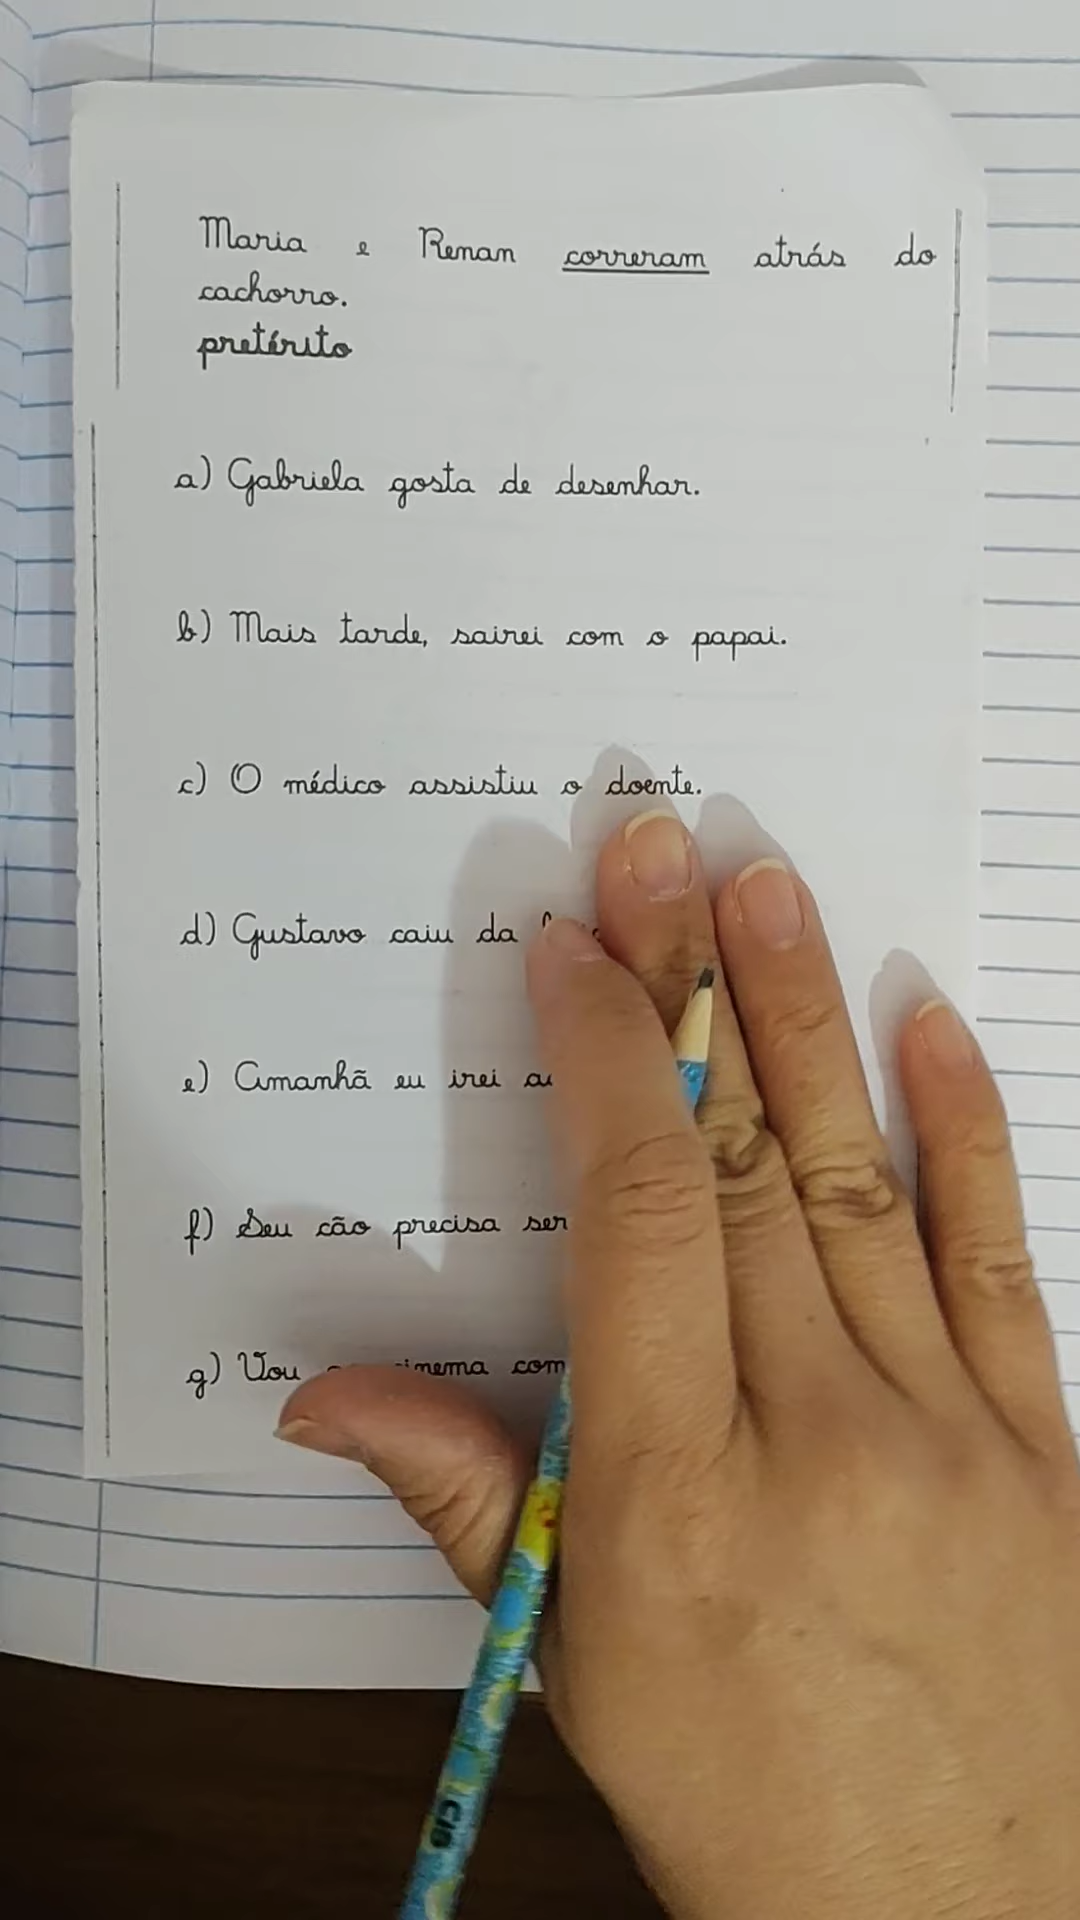 Maria e Renan correram atrás do
cachorro.
pretérito
a) Gabriela gosta de desenhar.
b) Mais tarde, sairei com o papai.
c) O médico assistiu o doente.
d) Gustavo caiu da
e) Amanhã eu irei
f) Seu cão precisa ser
g) Vou cinema com
CiS